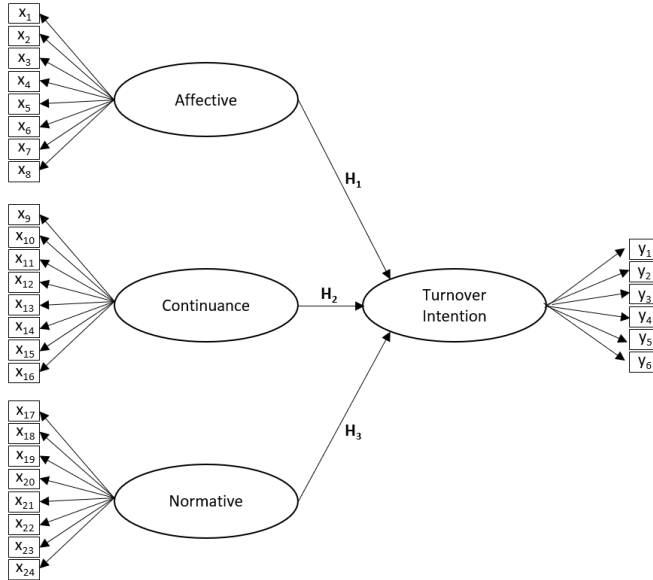 x₁
x₂
x₃
x₄
x₅
x₆
x₇
x₈
Affective
H₁
x₉
x₁₀
x₁₁
x₁₂
x₁₃
x₁₄
x₁₅
x₁₆
Continuance
H₂
Turnover
Intention
y₁
y₂
y₃
y₄
y₅
y₆
H₃
x₁₇
x₁₈
x₁₉
x₂₀
x₂₁
x₂₂
x₂₃
x₂₄
Normative